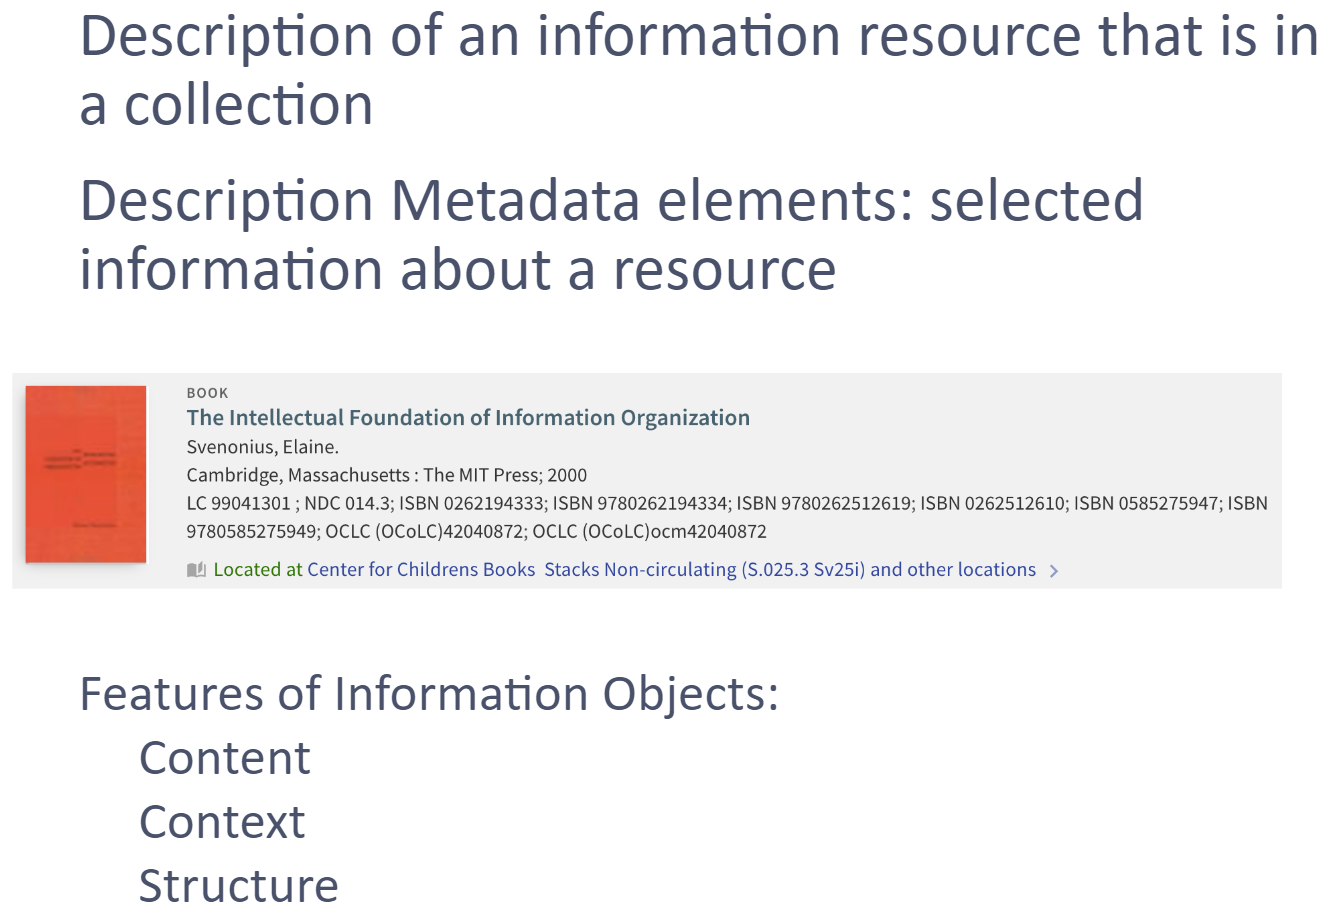 Description of an information resource that is in
a collection
Description Metadata elements: selected
information about a resource
BOOK
The Intellectual Foundation of Information Organization
Svenonius, Elaine.
Cambridge, Massachusetts : The MIT Press; 2000
LC 99041301 ; NDC 014.3; ISBN 0262194333; ISBN 9780262194334; ISBN 9780262512619; ISBN 0262512610; ISBN 0585275947; ISBN
9780585275949; OCLC (OCoLC)42040872; OCLC (OCoLC)ocm42040872
Located at Center for Childrens Books Stacks Non-circulating (S.025.3 Sv25i) and other locations
Features of Information Objects:
Content
Context
Structure